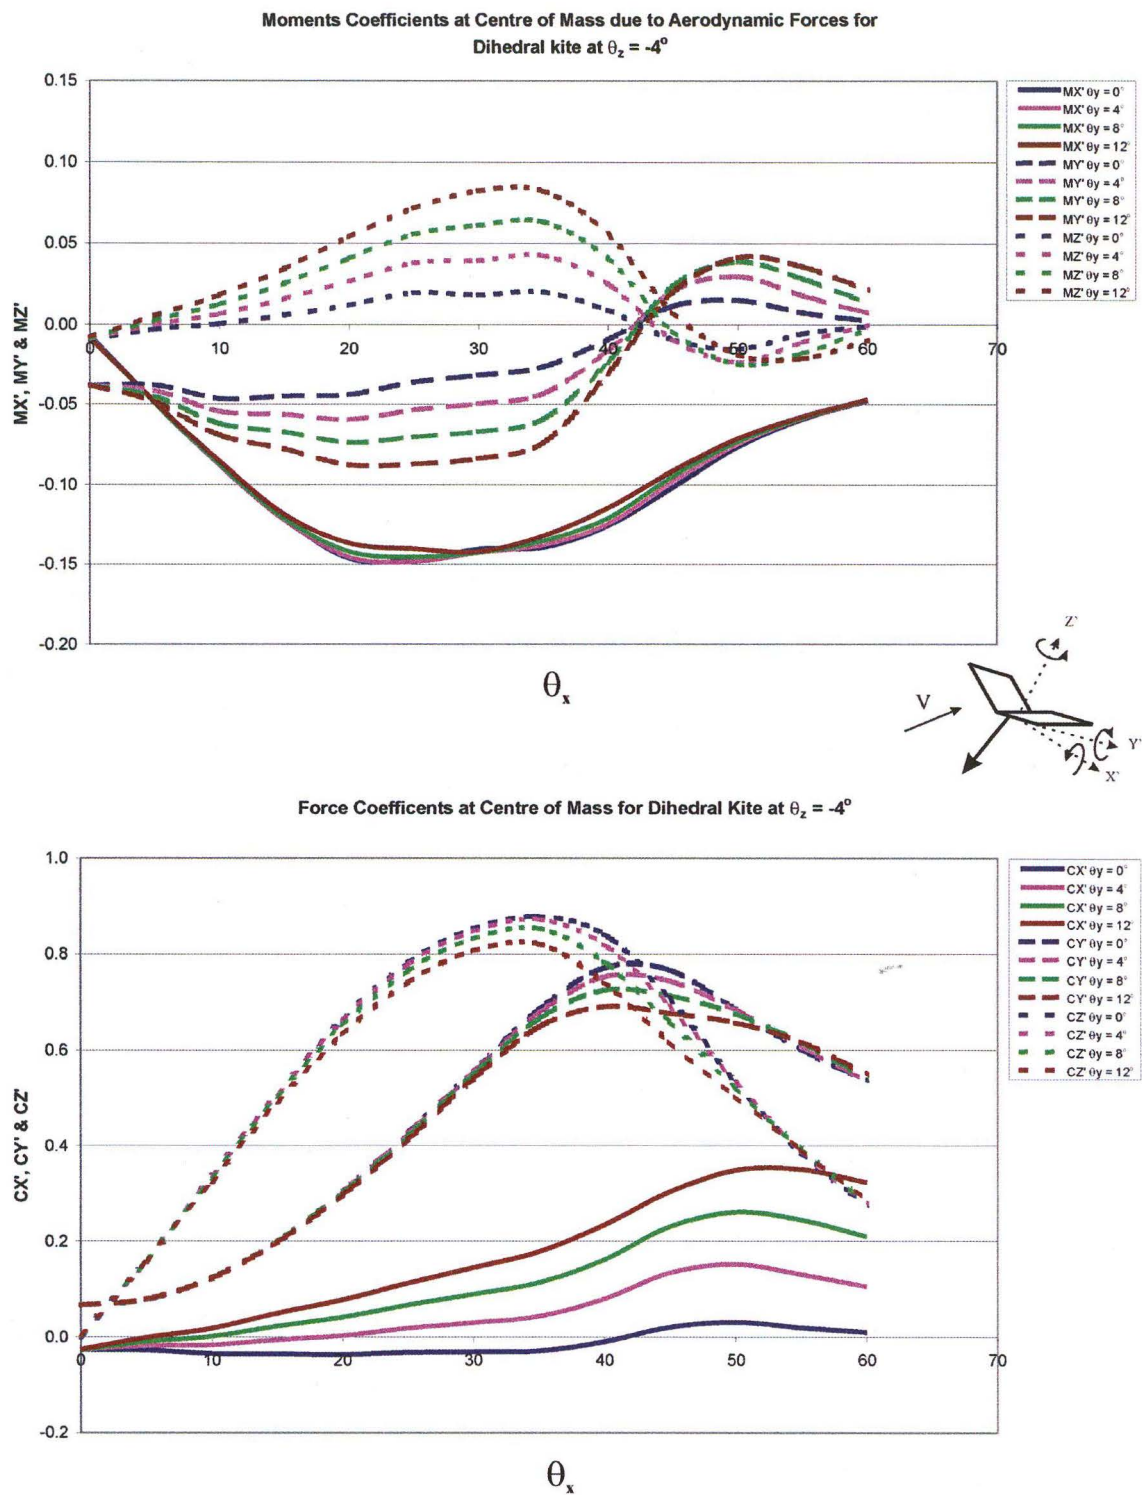 Moments Coefficients at Centre of Mass due to Aerodynamic Forces for
Dihedral kite at θz = -4°
0.15
0.10
0.05
0.00
-0.05
-0.10
-0.15
-0.20
MX', MY' & MZ'
0
10
20
30
40
50
60
70
θx
MX' θy = 0°
MX' θy = 4°
MX' θy = 8°
MX' θy = 12°
MY' θy = 0°
MY' θy = 4°
MY' θy = 8°
MY' θy = 12°
MZ' θy = 0°
MZ' θy = 4°
MZ' θy = 8°
MZ' θy = 12°
Z'
V
Y'
X'
Force Coefficents at Centre of Mass for Dihedral Kite at θz = -4°
1.0
0.8
0.6
0.4
0.2
0.0
-0.2
CX', CY' & CZ'
0
10
20
30
40
50
60
70
θx
CX' θy = 0°
CX' θy = 4°
CX' θy = 8°
CX' θy = 12°
CY' θy = 0°
CY' θy = 4°
CY' θy = 8°
CY' θy = 12°
CZ' θy = 0°
CZ' θy = 4°
CZ' θy = 8°
CZ' θy = 12°